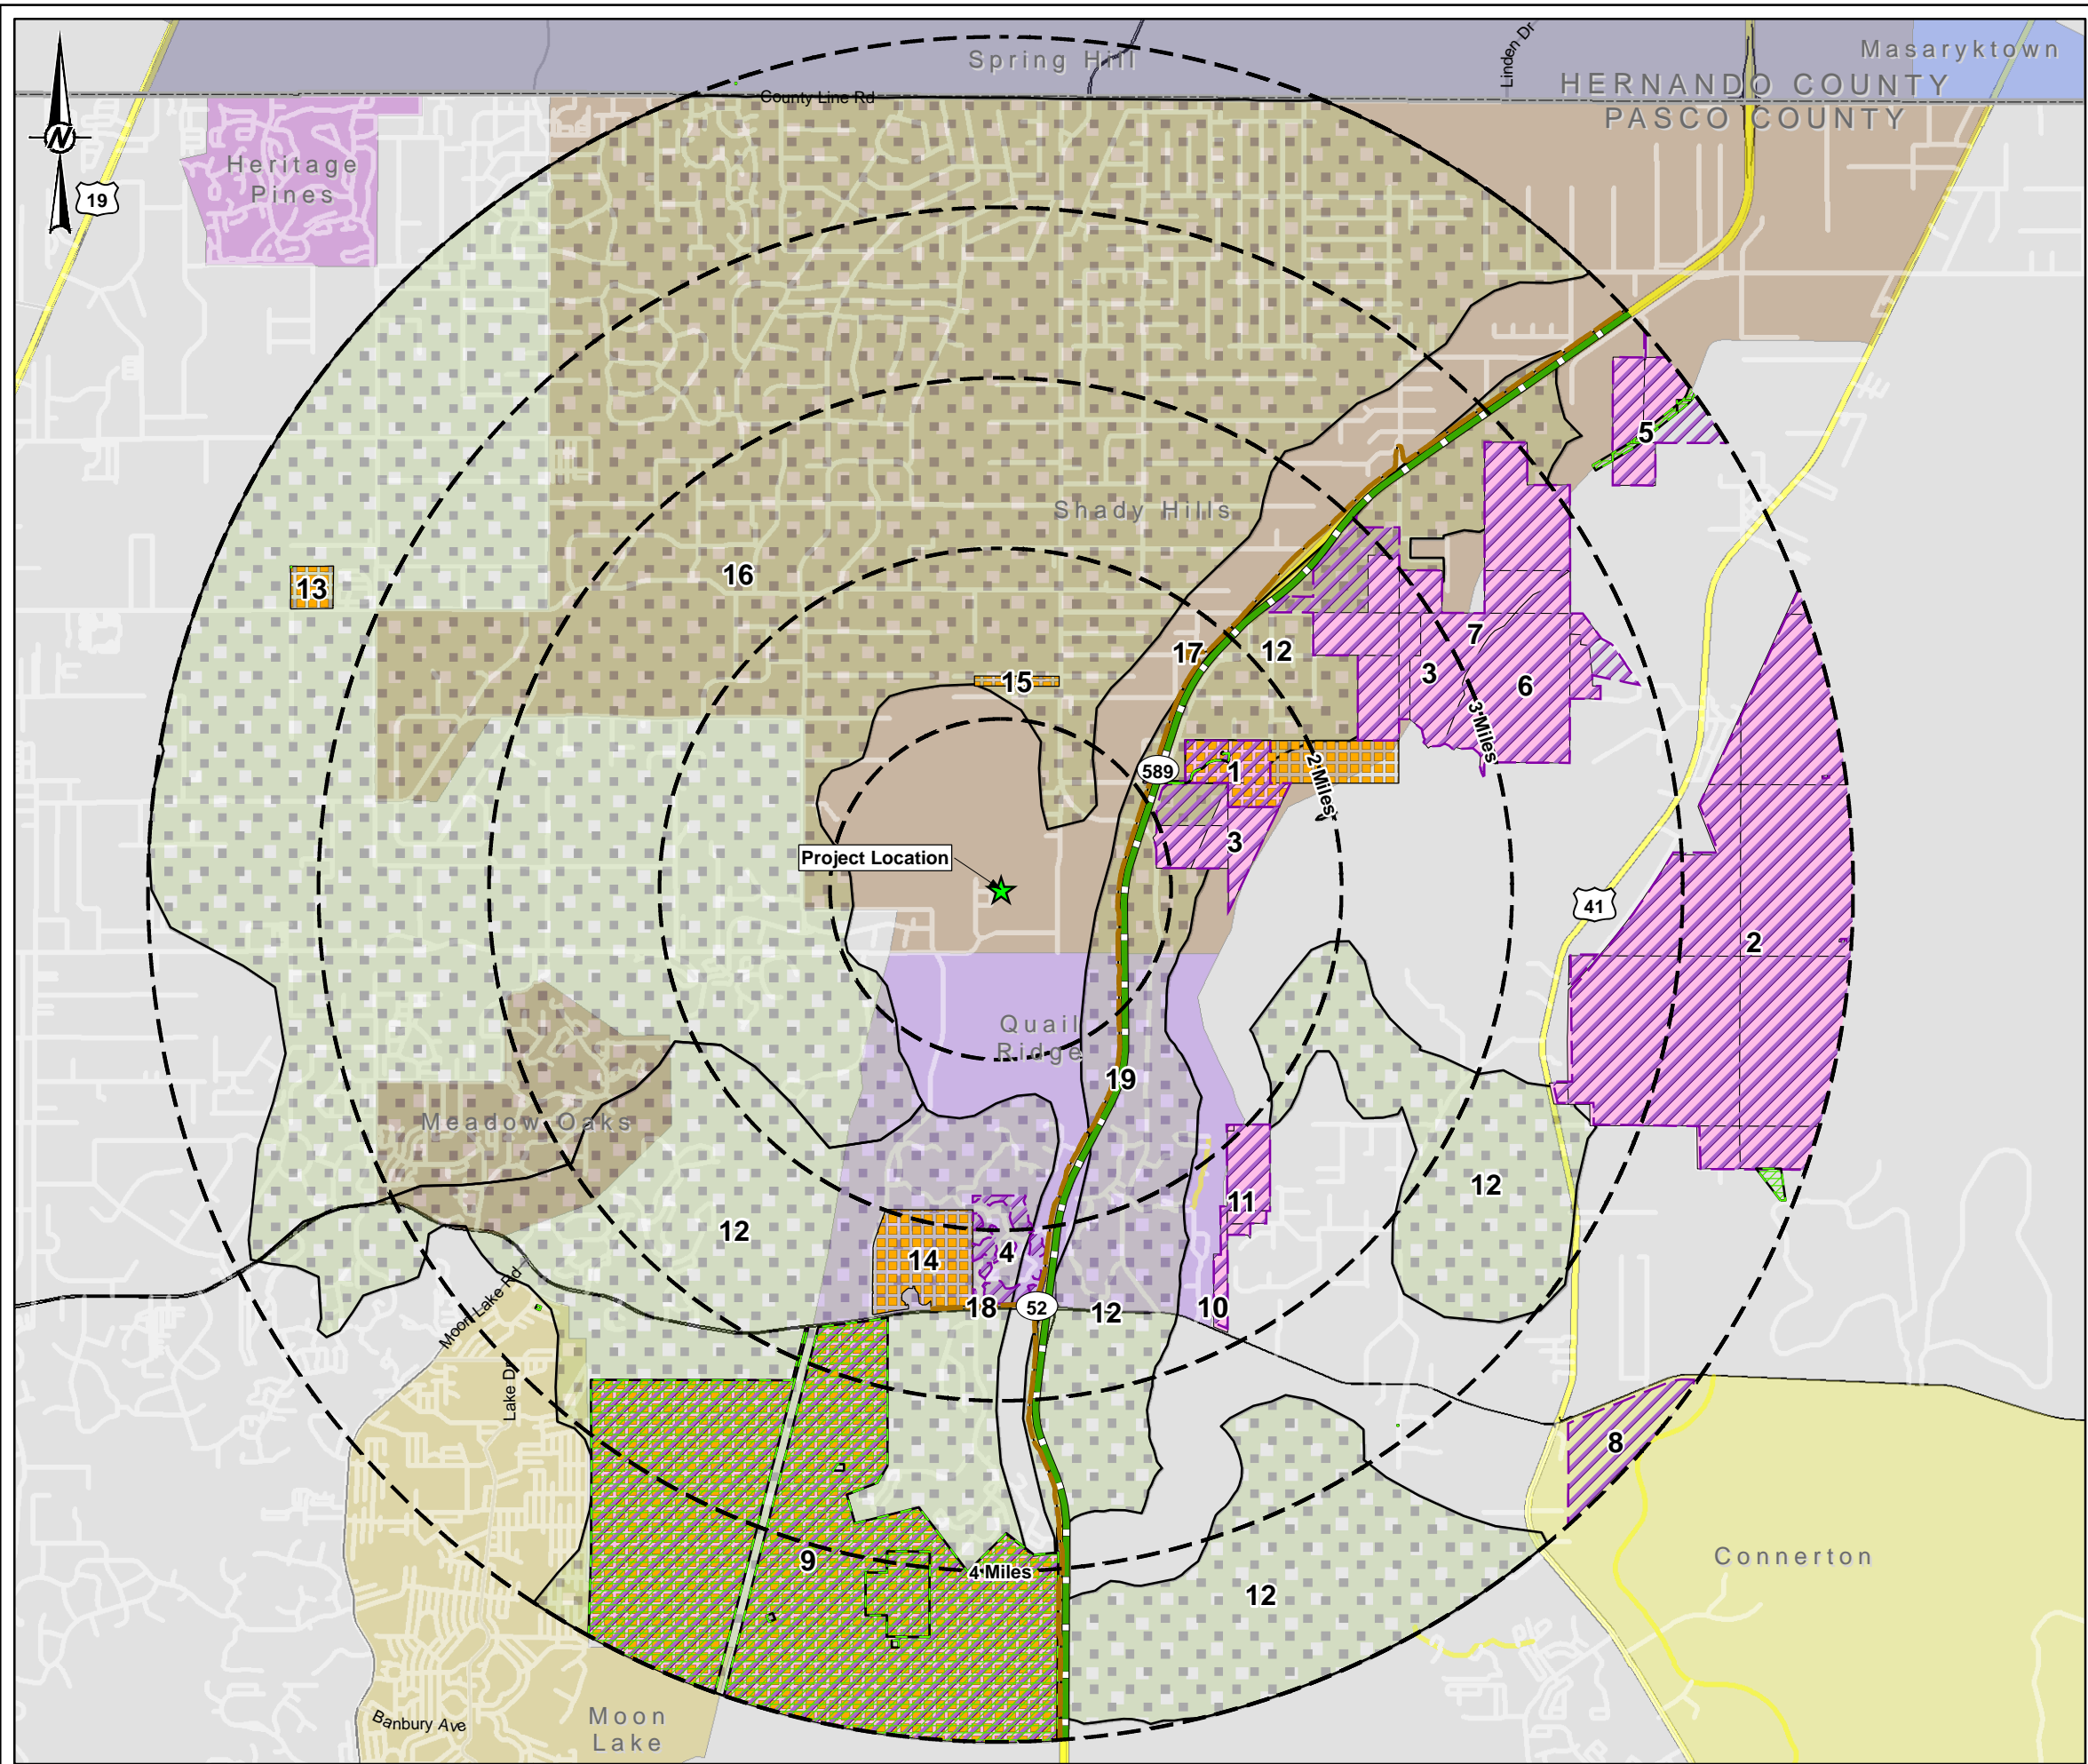 Spring Hill
Masaryktown
Linden Dr
HERNANDO COUNTY
PASCO COUNTY
County Line Rd
N
Heritage
Pines
19
5
Shady Hills
16
13
17
12
7
3
6
15
3 Miles
589
1
2 Miles
3
Project Location
41
2
Quail
Ridge
19
Meadow Oaks
12
12
11
14
4
18
52
12
10
Moon Lake Rd
Lake Dr
8
9
4 Miles
12
Connerton
Banbury Ave
Moon
Lake